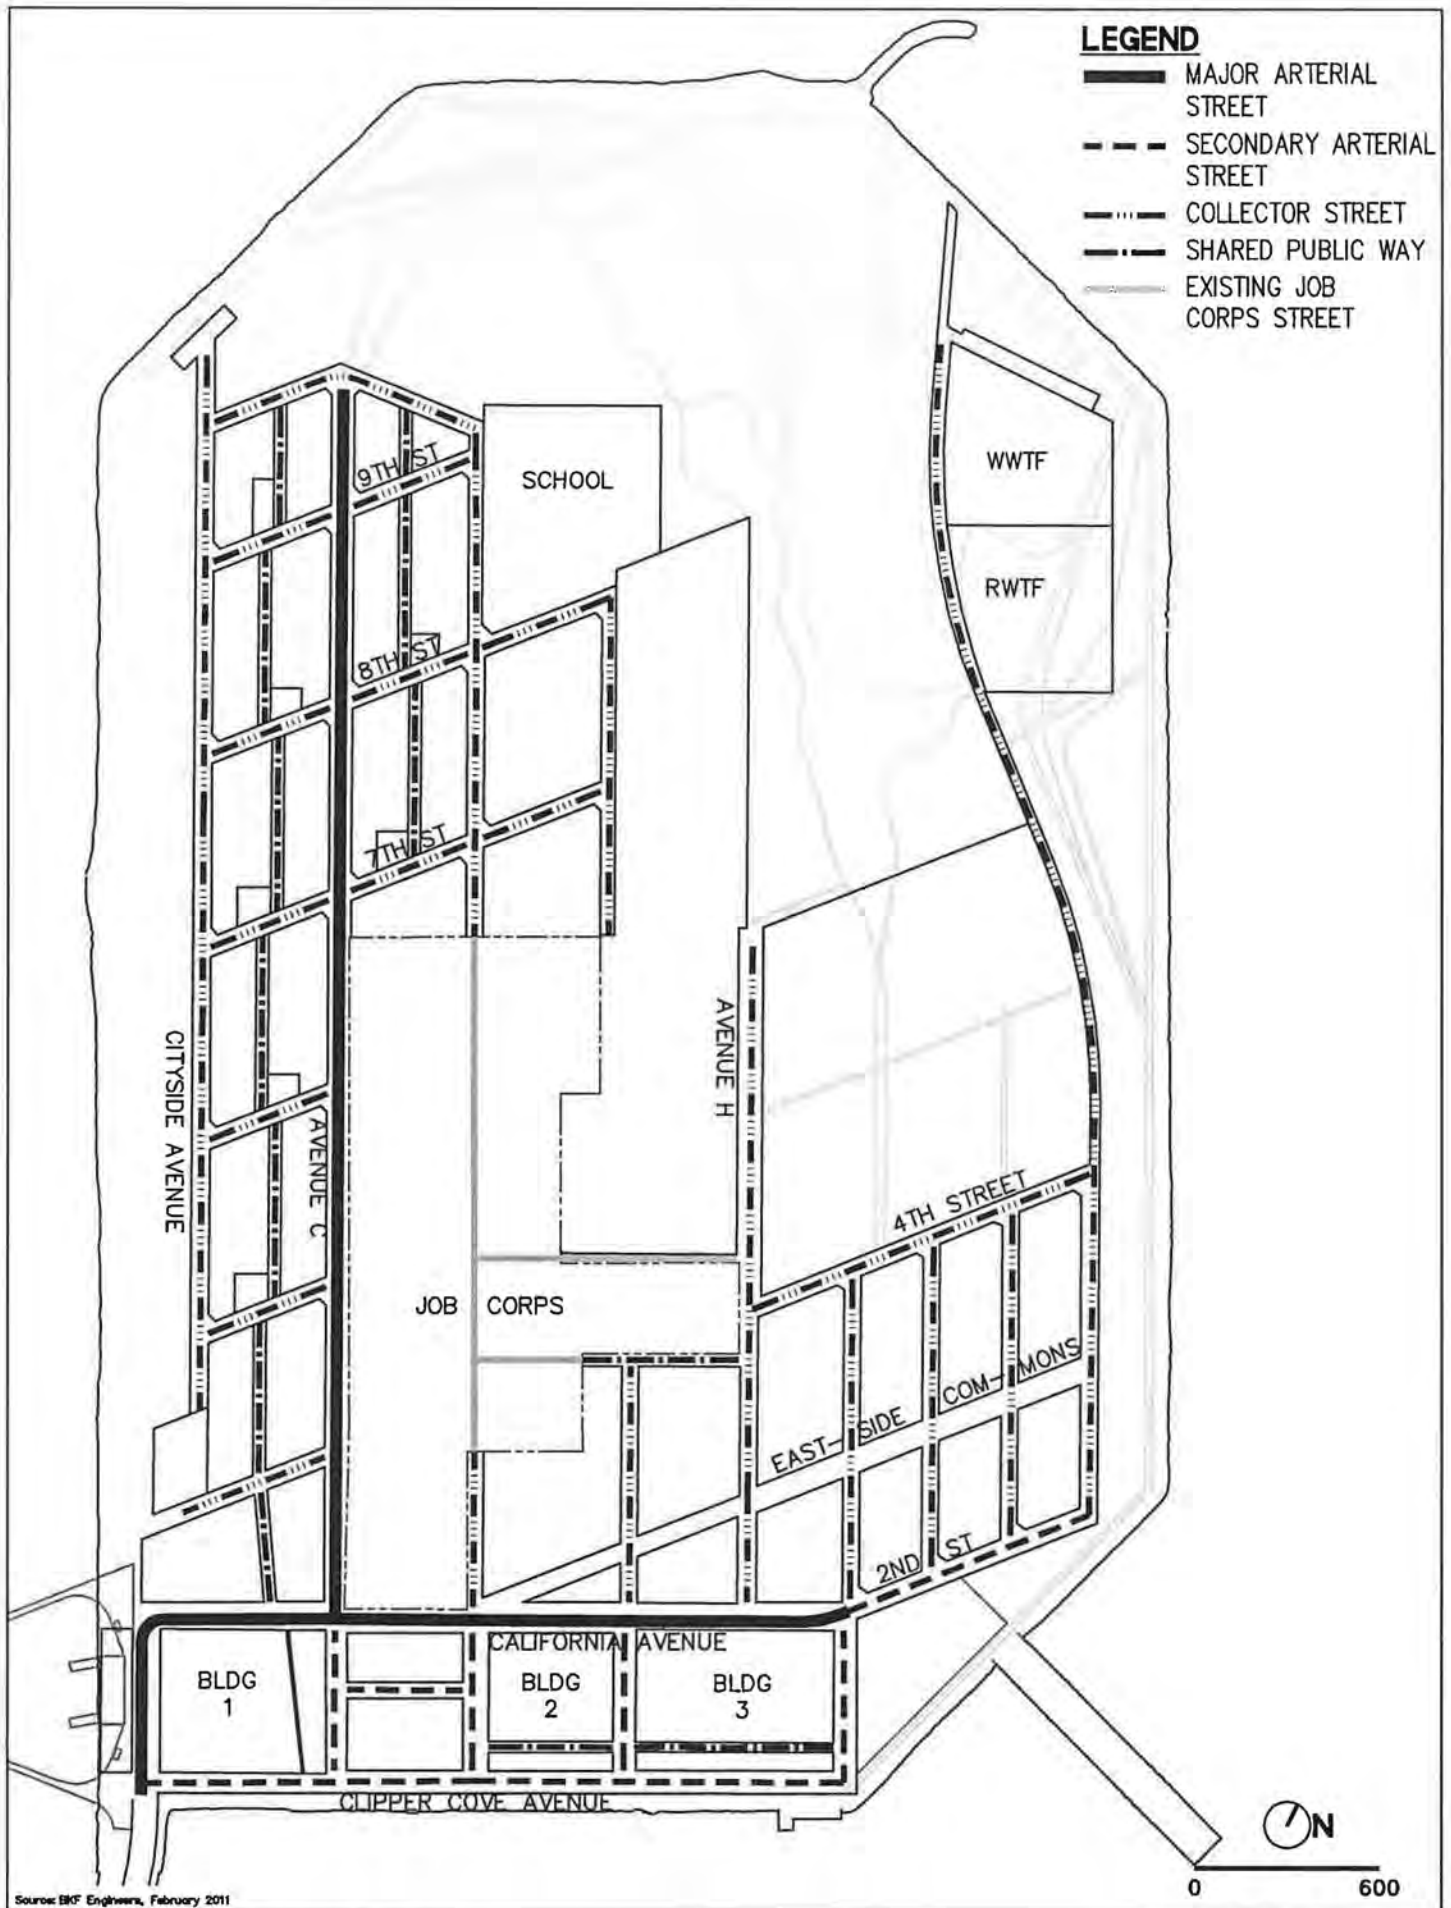 LEGEND
MAJOR ARTERIAL
STREET
SECONDARY ARTERIAL
STREET
COLLECTOR STREET
SHARED PUBLIC WAY
EXISTING JOB
CORPS STREET
9TH ST
SCHOOL
WWTF
RWTF
8TH ST
7TH ST
CITYSIDE AVENUE
AVENUE C
AVENUE H
4TH STREET
JOB CORPS
EAST-SIDE COM-MONS
2ND ST
CALIFORNIA AVENUE
BLDG
1
BLDG
2
BLDG
3
CLIPPER COVE AVENUE
N
0 600
Source: BKF Engineers, February 2011